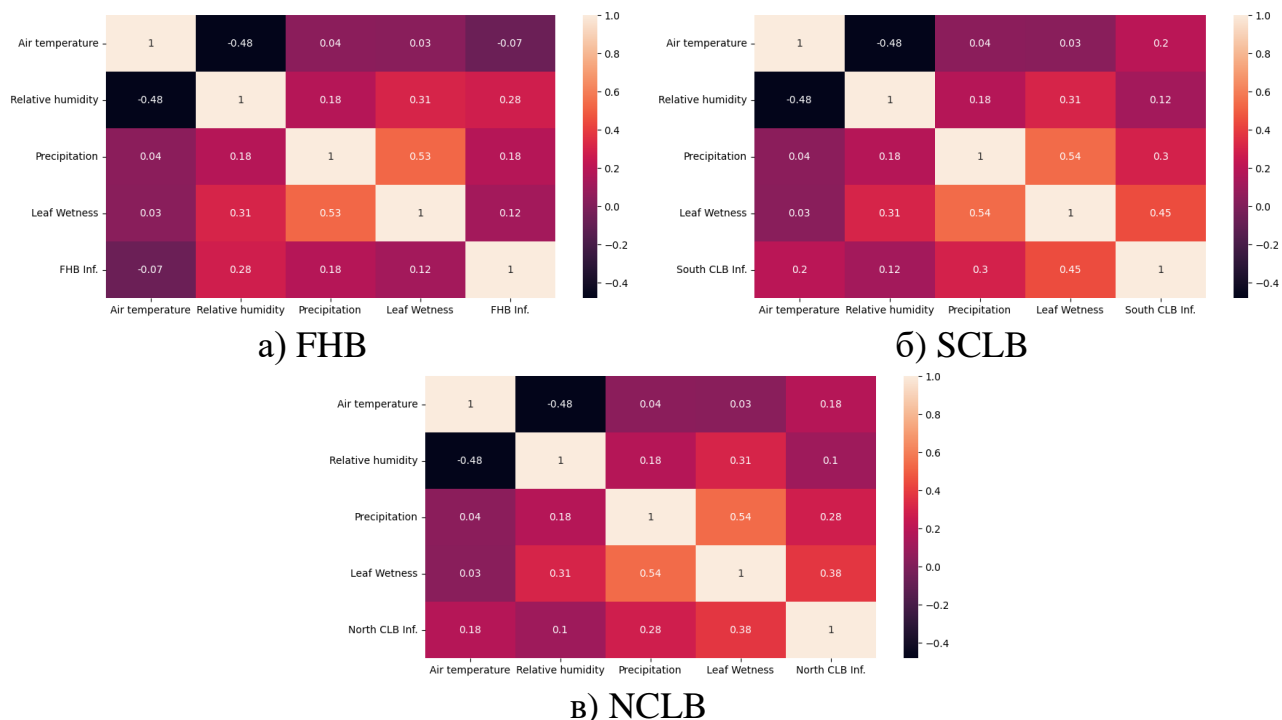 Air temperature 1 -0.48 0.04 0.03 -0.07
Relative humidity -0.48 1 0.18 0.31 0.28
Precipitation 0.04 0.18 1 0.53 0.18
Leaf Wetness 0.03 0.31 0.53 1 0.12
FHB Inf. -0.07 0.28 0.18 0.12 1
Air temperature Relative humidity Precipitation Leaf Wetness FHB Inf.
1.0
0.8
0.6
0.4
0.2
0.0
−0.2
−0.4
а) FHB
Air temperature 1 -0.48 0.04 0.03 0.2
Relative humidity -0.48 1 0.18 0.31 0.12
Precipitation 0.04 0.18 1 0.54 0.3
Leaf Wetness 0.03 0.31 0.54 1 0.45
South CLB Inf. 0.2 0.12 0.3 0.45 1
Air temperature Relative humidity Precipitation Leaf Wetness South CLB Inf.
1.0
0.8
0.6
0.4
0.2
0.0
−0.2
−0.4
б) SCLB
Air temperature 1 -0.48 0.04 0.03 0.18
Relative humidity -0.48 1 0.18 0.31 0.1
Precipitation 0.04 0.18 1 0.54 0.28
Leaf Wetness 0.03 0.31 0.54 1 0.38
North CLB Inf. 0.18 0.1 0.28 0.38 1
Air temperature Relative humidity Precipitation Leaf Wetness North CLB Inf.
1.0
0.8
0.6
0.4
0.2
0.0
−0.2
−0.4
в) NCLB